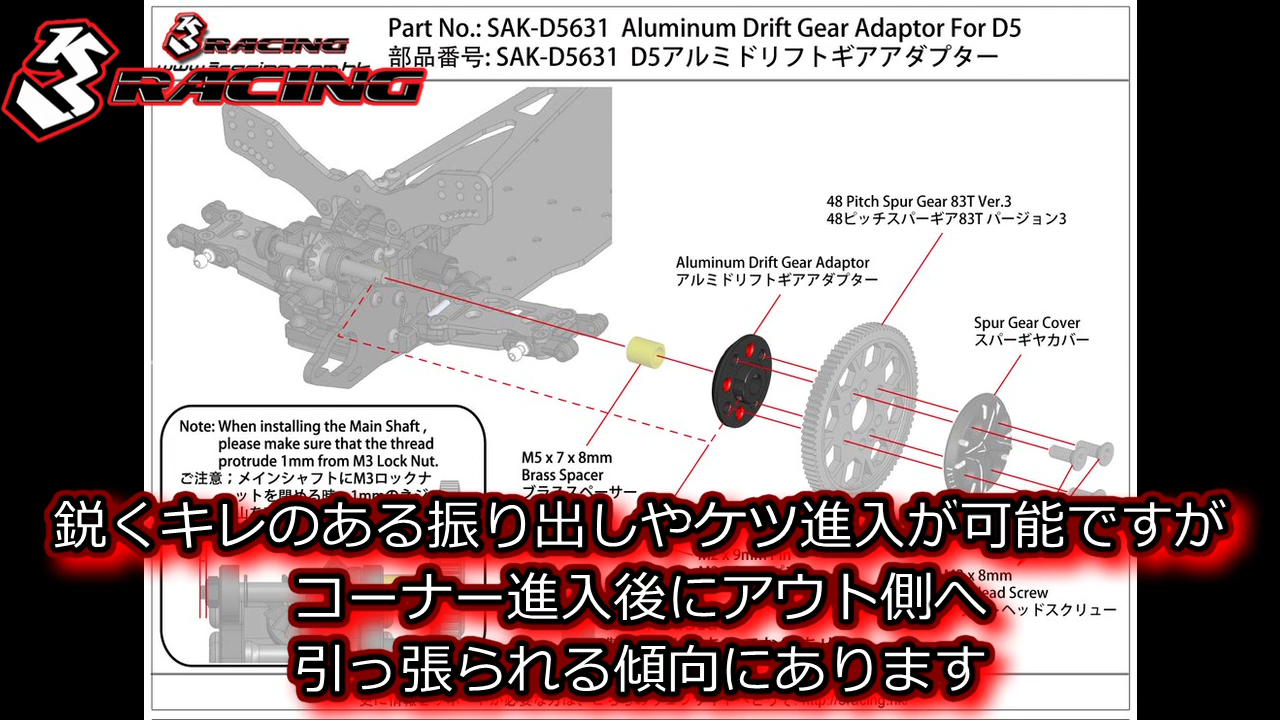 3RACING
3RACING
www.3racing.com.hk
Part No.: SAK-D5631 Aluminum Drift Gear Adaptor For D5
部品番号: SAK-D5631 D5アルミドリフトギアアダプター
48 Pitch Spur Gear 83T Ver.3
48ピッチスパーギア83T バージョン3
Aluminum Drift Gear Adaptor
アルミドリフトギアアダプター
Spur Gear Cover
スパーギヤカバー
Note: When installing the Main Shaft ,
please make sure that the thread
protrude 1mm from M3 Lock Nut.
ご注意；メインシャフトにM3ロックナ
M5 x 7 x 8mm
Brass Spacer
ブラススペーサー
x 8mm
Head Screw
ヘッドスクリュー
鋭くキレのある振り出しやケツ進入が可能ですが
コーナー進入後にアウト側へ
引っ張られる傾向にあります